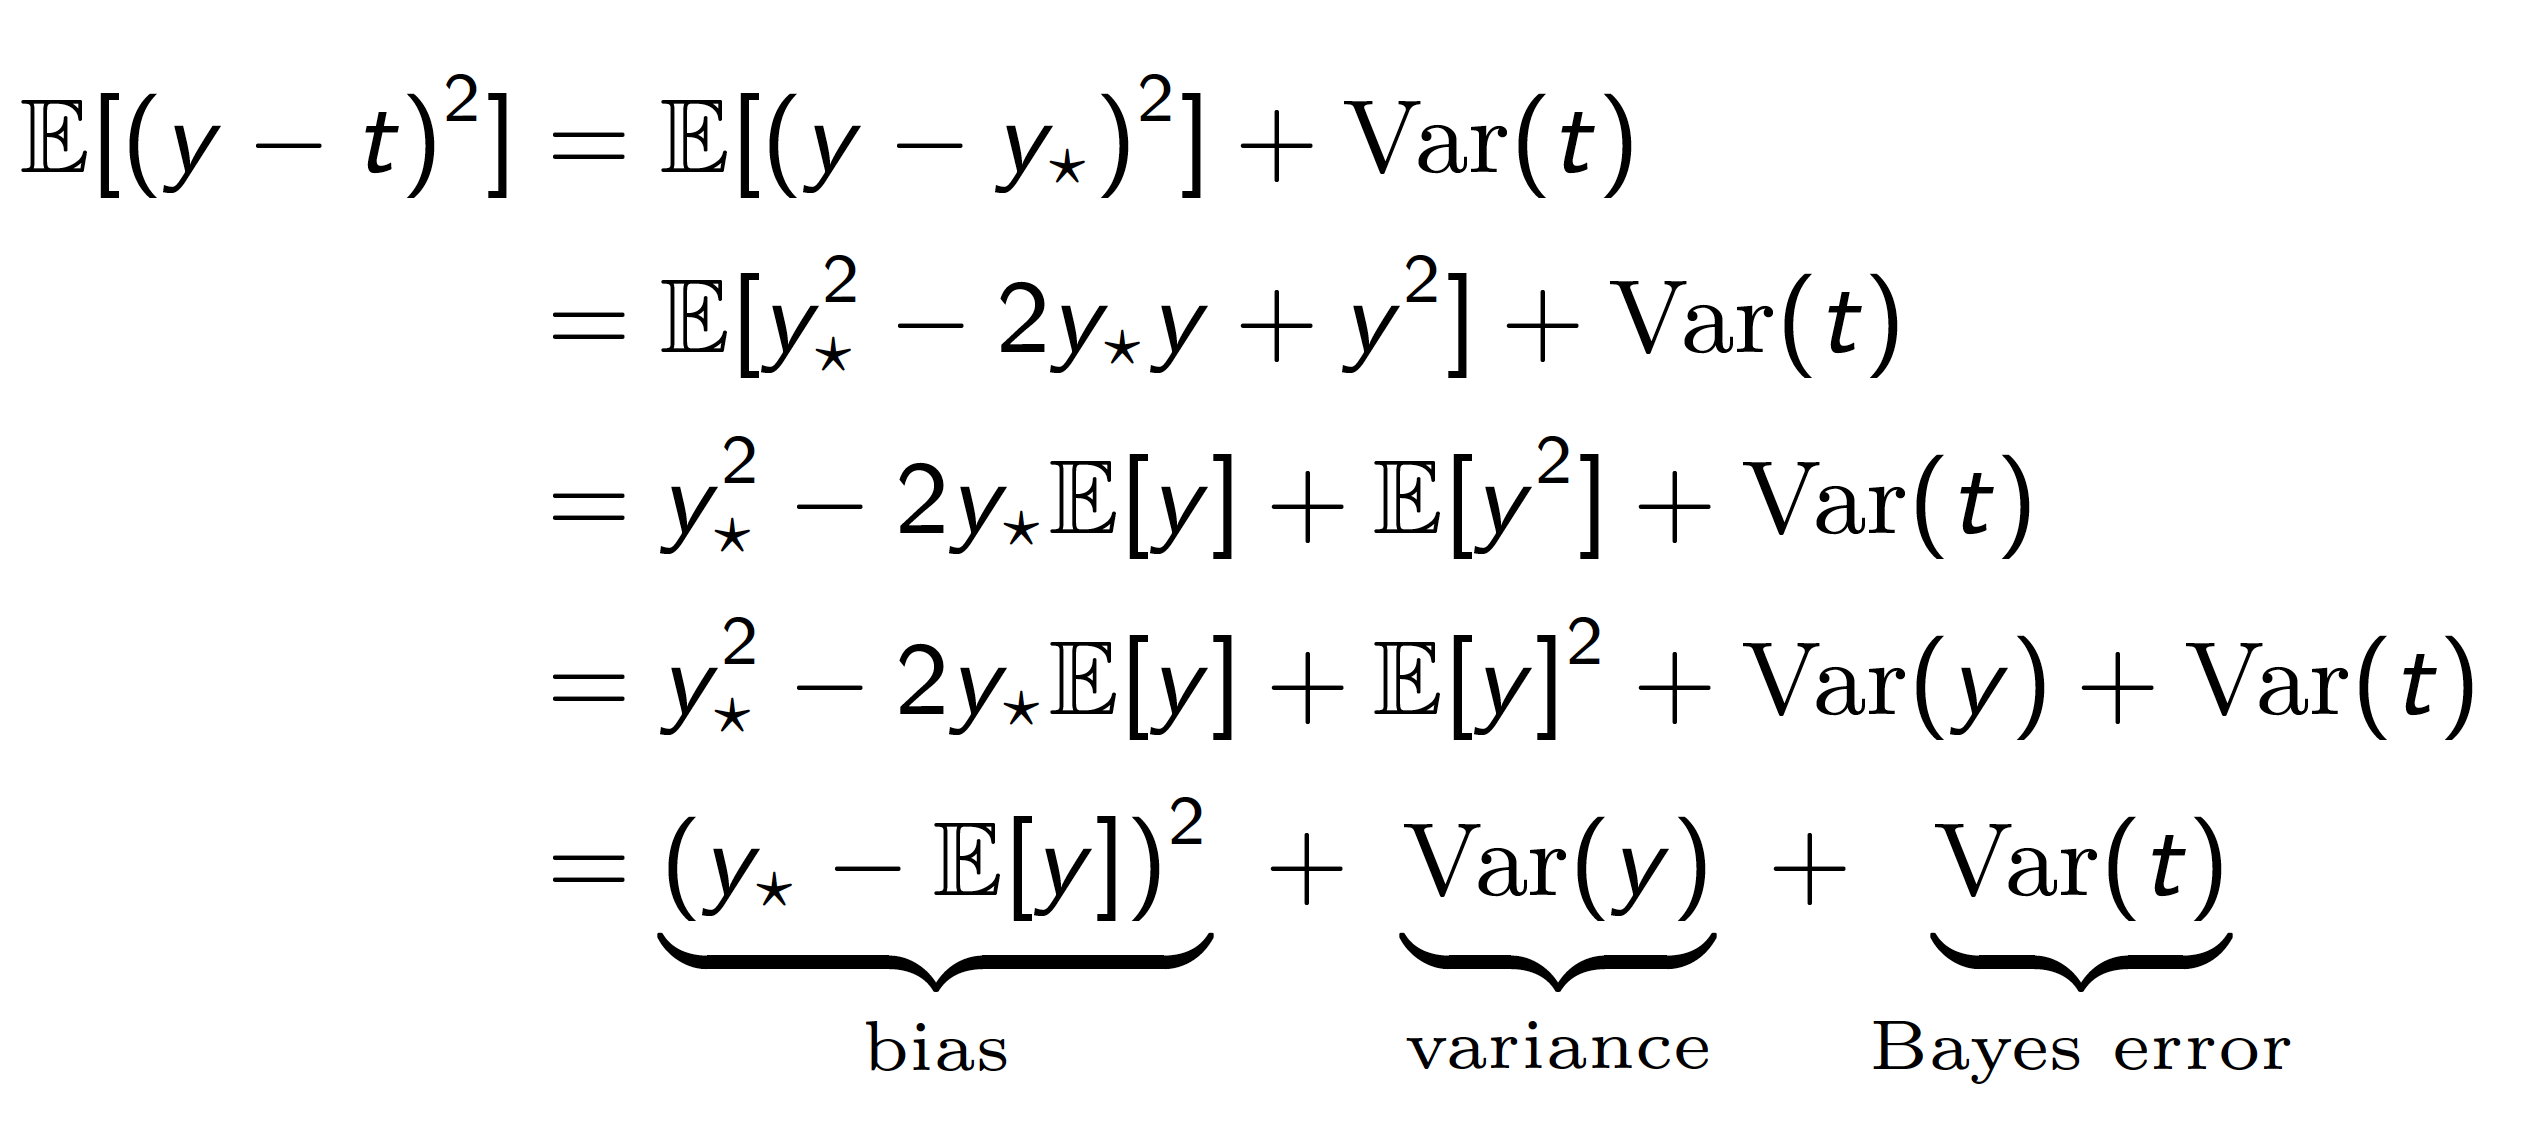 𝔼[(y − t)²] = 𝔼[(y − y⋆)²] + Var(t)
= 𝔼[y⋆² − 2y⋆y + y²] + Var(t)
= y⋆² − 2y⋆𝔼[y] + 𝔼[y²] + Var(t)
= y⋆² − 2y⋆𝔼[y] + 𝔼[y]² + Var(y) + Var(t)
= (y⋆ − 𝔼[y])² + Var(y) + Var(t)
bias variance Bayes error